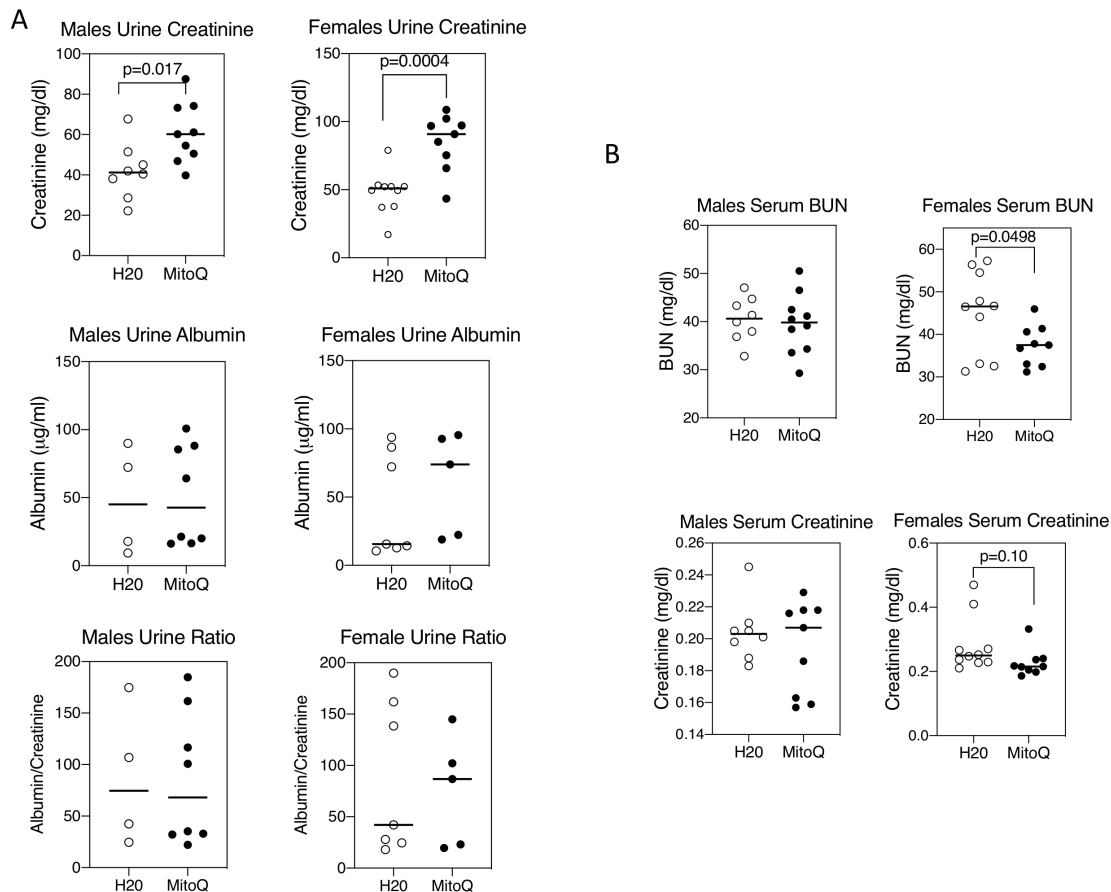 A
Males Urine Creatinine
100
80
60
40
20
0
Creatinine (mg/dl)
p=0.017
H20 MitoQ
Females Urine Creatinine
150
100
50
0
Creatinine (mg/dl)
p=0.0004
H20 MitoQ
Males Urine Albumin
150
100
50
0
Albumin (µg/ml)
H20 MitoQ
Females Urine Albumin
150
100
50
0
Albumin (µg/ml)
H20 MitoQ
Males Urine Ratio
200
150
100
50
0
Albumin/Creatinine
H20 MitoQ
Female Urine Ratio
200
150
100
50
0
Albumin/Creatinine
H20 MitoQ
B
Males Serum BUN
60
50
40
30
20
BUN (mg/dl)
H20 MitoQ
Females Serum BUN
60
50
40
30
20
BUN (mg/dl)
p=0.0498
H20 MitoQ
Males Serum Creatinine
0.26
0.24
0.22
0.20
0.18
0.16
0.14
Creatinine (mg/dl)
H20 MitoQ
Females Serum Creatinine
0.6
0.4
0.2
0.0
Creatinine (mg/dl)
p=0.10
H20 MitoQ